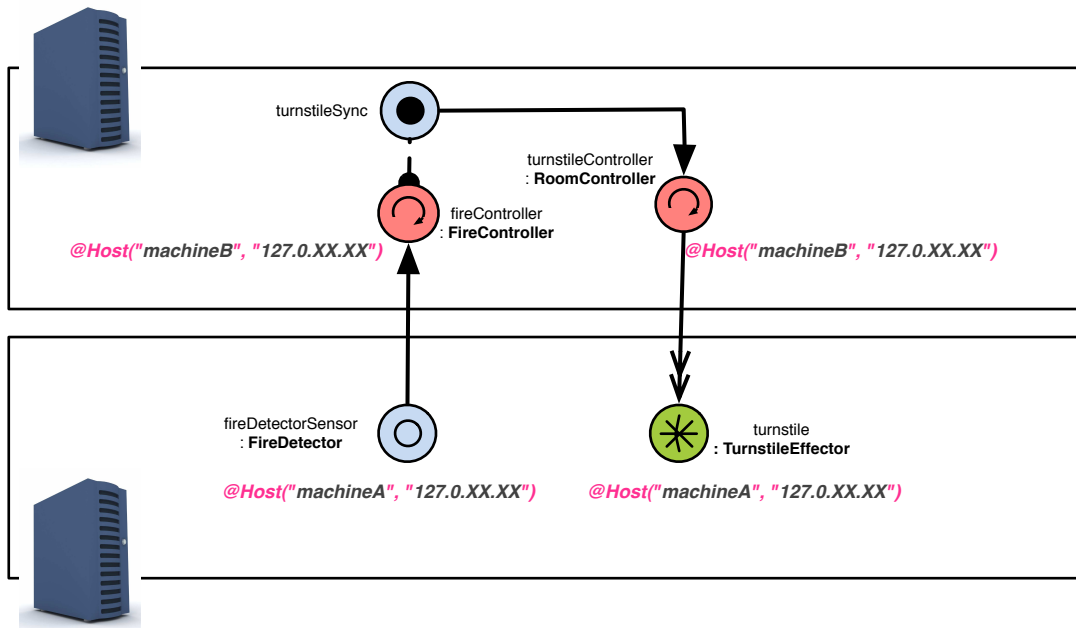 turnstileSync
turnstileController
: RoomController
fireController
: FireController
@Host("machineB", "127.0.XX.XX")
@Host("machineB", "127.0.XX.XX")
fireDetectorSensor
: FireDetector
turnstile
: TurnstileEffector
@Host("machineA", "127.0.XX.XX")
@Host("machineA", "127.0.XX.XX")